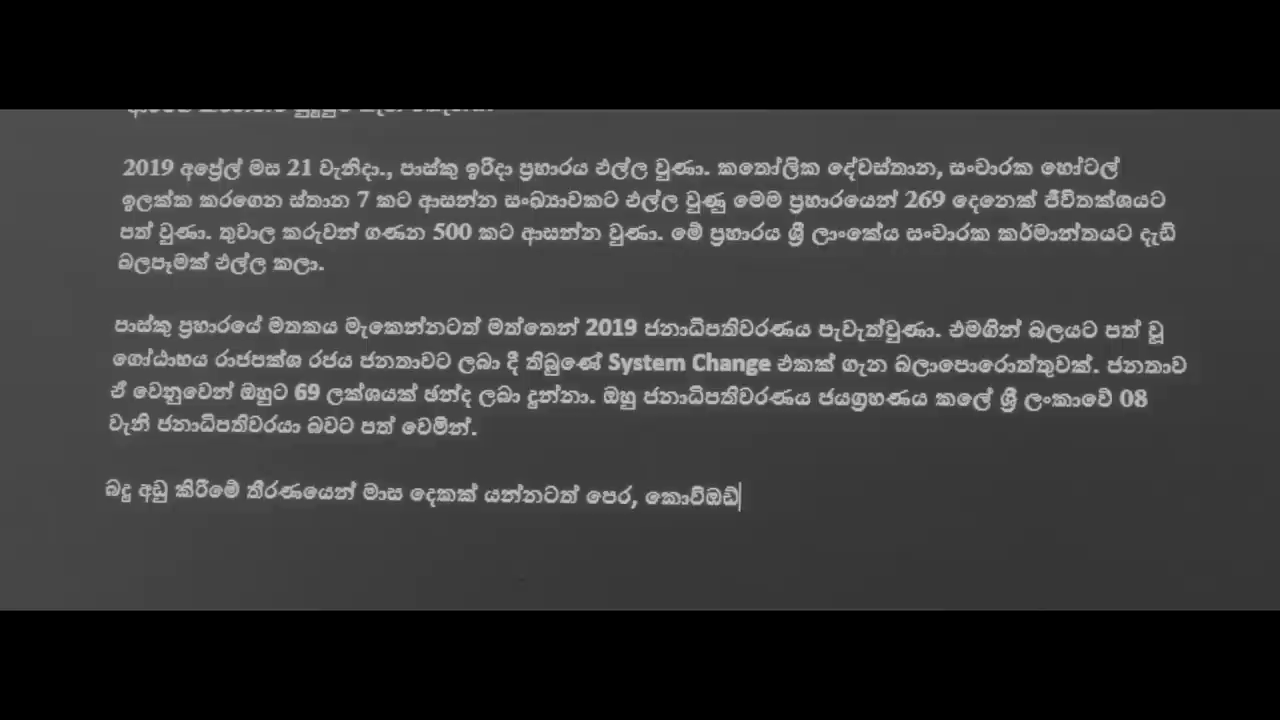 2019 අප්‍රේල් මස 21 වැනිදා., පාස්කු ඉරිදා ප්‍රහාරය එල්ල වුණා. කතෝලික දේවස්තාන, සංචාරක හෝටල්
ඉලක්ක කරගෙන ස්තාන 7 කට ආසන්න සංඛ්‍යාවකට එල්ල වුණු මෙම ප්‍රහාරයෙන් 269 දෙනෙක් ජීවිතක්ශයට
පත් වුණා. තුවාල කරුවන් ගණන 500 කට ආසන්න වුණා. මේ ප්‍රහාරය ශ්‍රී ලාංකේය සංචාරක කර්මාන්තයට දැඩි
බලපෑමක් එල්ල කලා.
පාස්කු ප්‍රහාරයේ මතකය මැකෙන්නටත් මත්තෙන් 2019 ජනාධිපතිවරණය පැවැත්වුණා. එමගින් බලයට පත් වූ
ගෝඨාභය රාජපක්ශ රජය ජනතාවට ලබා දී තිබුණේ System Change එකක් ගැන බලාපොරොත්තුවක්. ජනතාව
ඒ වෙනුවෙන් ඔහුට 69 ලක්ශයක් ඡන්ද ලබා දුන්නා. ඔහු ජනාධිපතිවරණය ජයග්‍රහණය කලේ ශ්‍රී ලංකාවේ 08
වැනි ජනාධිපතිවරයා බවට පත් වෙමින්.
බදු අඩු කිරීමේ තීරණයෙන් මාස දෙකක් යන්නටත් පෙර, කොවිඹඩ්